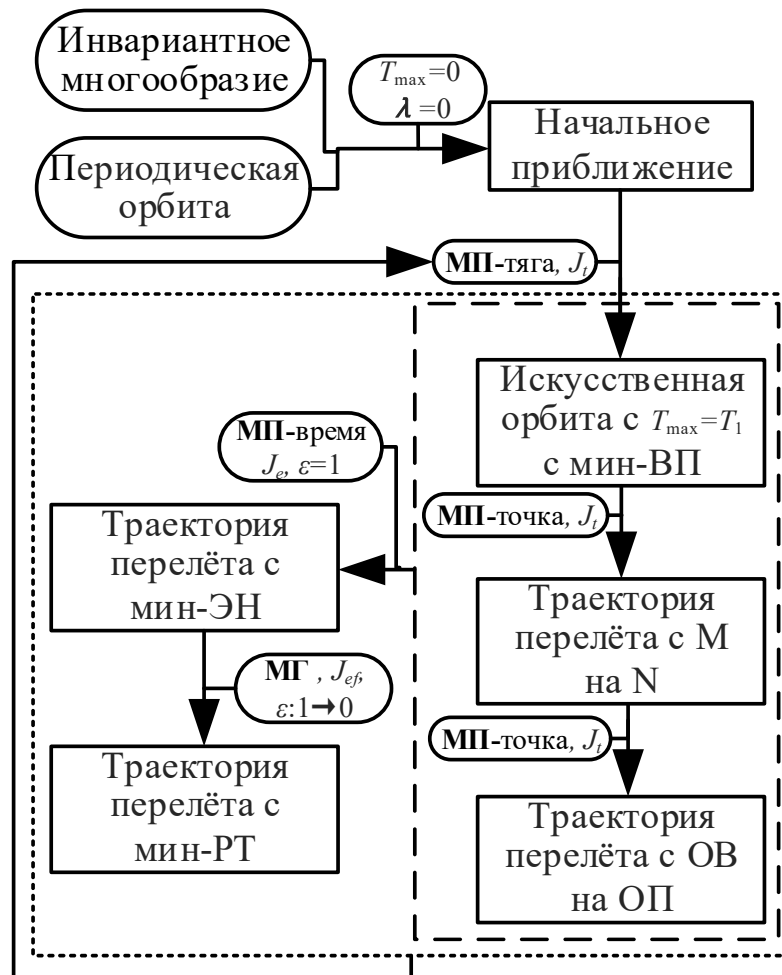 Инвариантное
многообразие
T_max=0
λ =0
Начальное
приближение
Периодическая
орбита
МП-тяга, J_t
Искусственная
орбита с T_max=T_1
с мин-ВП
МП-время
J_e, ε=1
МП-точка, J_t
Траектория
перелёта с
мин-ЭН
Траектория
перелёта с М
на N
МГ , J_ef,
ε:1→0
МП-точка, J_t
Траектория
перелёта с
мин-РТ
Траектория
перелёта с ОВ
на ОП